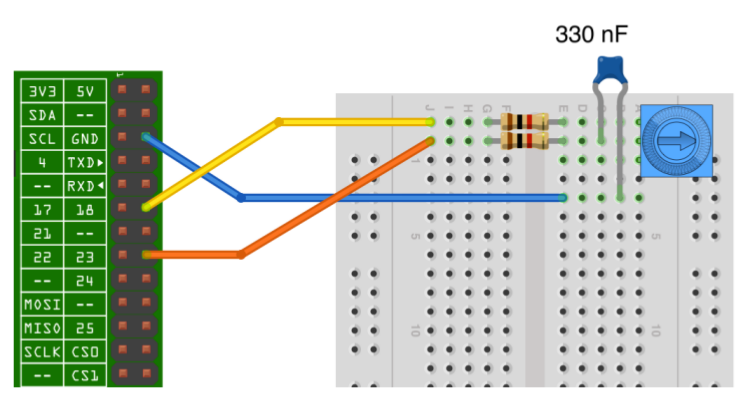 330 nF
3V3 5V
SDA --
SCL GND
4 TXD▸
-- RXD◂
17 18
21 --
22 23
-- 24
MOSI --
MISO 25
SCLK CS0
-- CS1
J I H G F E D
1
5 5
10 10